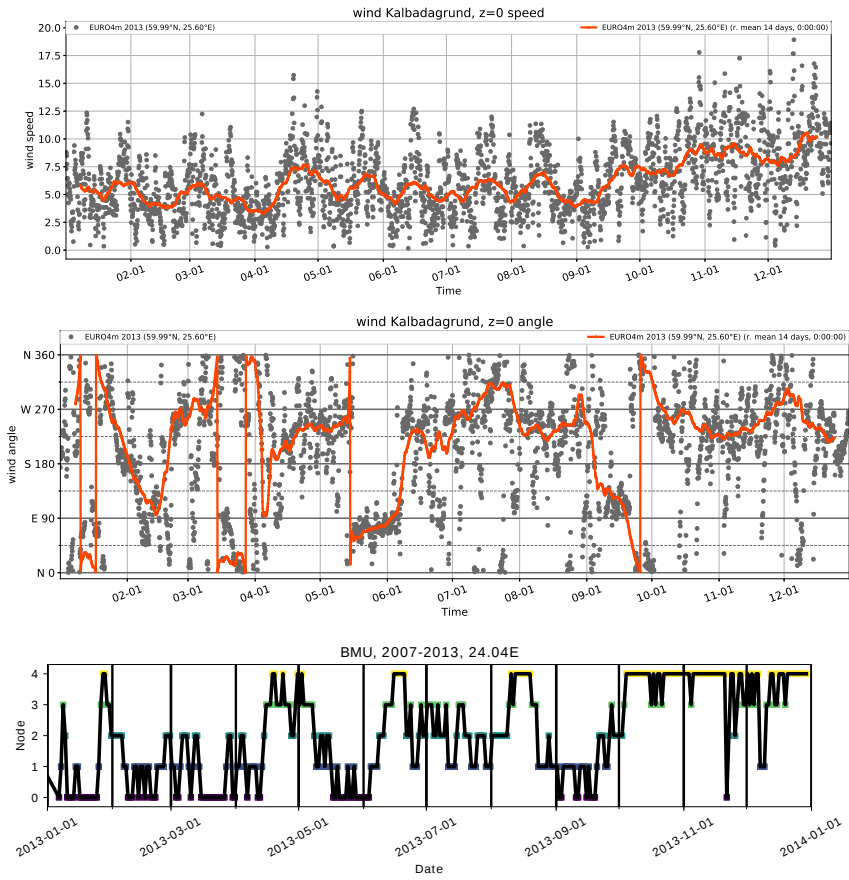 wind Kalbadagrund, z=0 speed
EURO4m 2013 (59.99°N, 25.60°E)
EURO4m 2013 (59.99°N, 25.60°E) (r. mean 14 days, 0:00:00)
20.0
17.5
15.0
12.5
10.0
7.5
5.0
2.5
0.0
wind speed
02-01 03-01 04-01 05-01 06-01 07-01 08-01 09-01 10-01 11-01 12-01
Time
wind Kalbadagrund, z=0 angle
EURO4m 2013 (59.99°N, 25.60°E)
EURO4m 2013 (59.99°N, 25.60°E) (r. mean 14 days, 0:00:00)
N 360
W 270
S 180
E 90
N 0
wind angle
02-01 03-01 04-01 05-01 06-01 07-01 08-01 09-01 10-01 11-01 12-01
Time
BMU, 2007-2013, 24.04E
4
3
2
1
0
Node
2013-01-01 2013-03-01 2013-05-01 2013-07-01 2013-09-01 2013-11-01 2014-01-01
Date